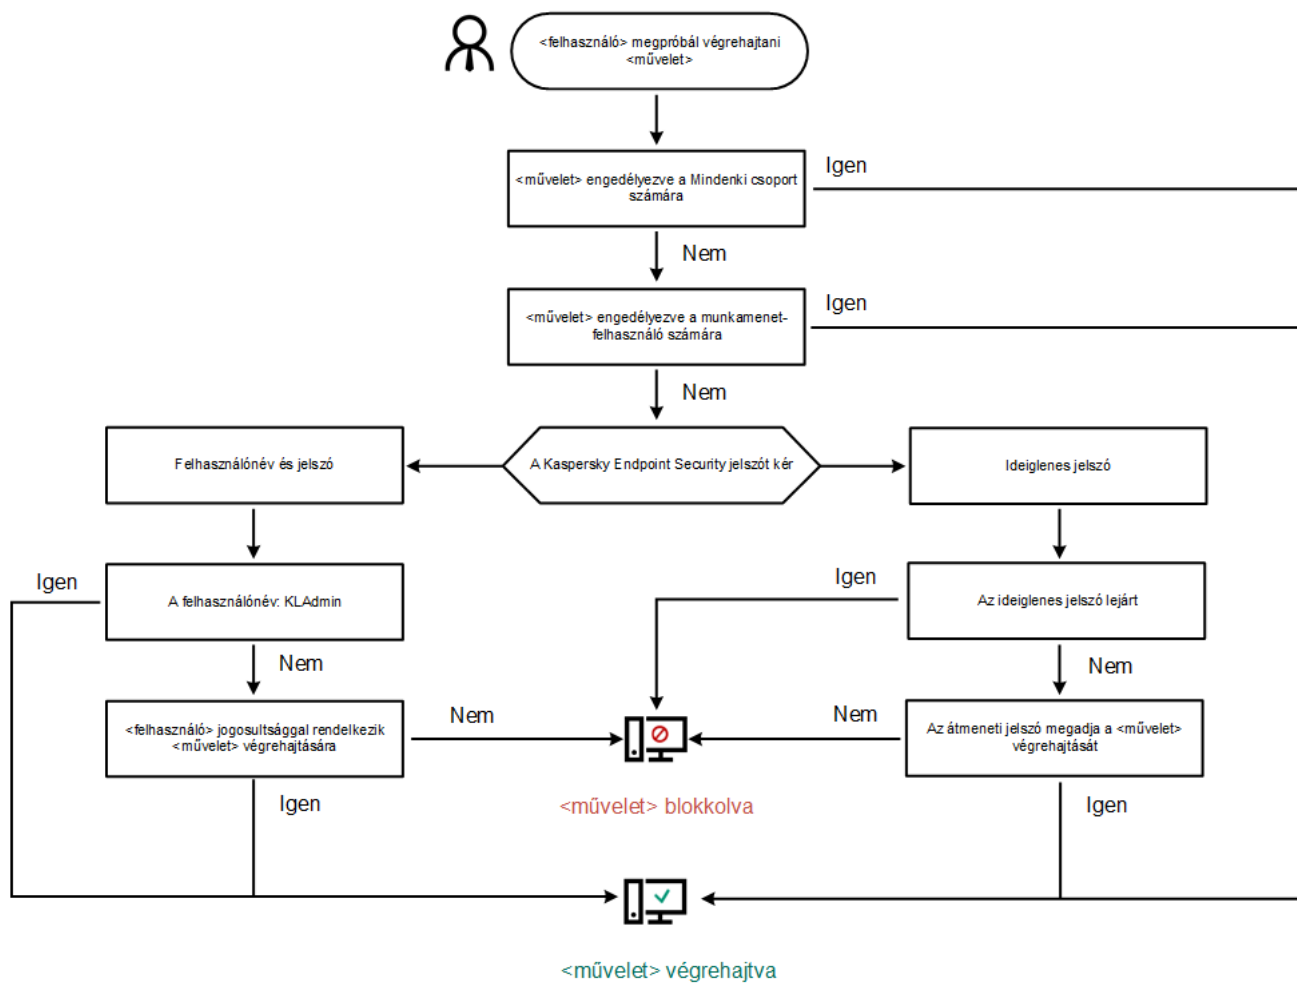 <felhasználó> megpróbál végrehajtani
<művelet>
<művelet> engedélyezve a Mindenki csoport
számára
Igen
Nem
<művelet> engedélyezve a munkamenet-
felhasználó számára
Igen
Nem
Felhasználónév és jelszó
A Kaspersky Endpoint Security jelszót kér
Ideiglenes jelszó
Igen
A felhasználónév: KLAdmin
Igen
Az ideiglenes jelszó lejárt
Nem
Nem
<felhasználó> jogosultsággal rendelkezik
<művelet> végrehajtására
Nem
Nem
Az átmeneti jelszó megadja a <művelet>
végrehajtását
Igen
<művelet> blokkolva
Igen
<művelet> végrehajtva